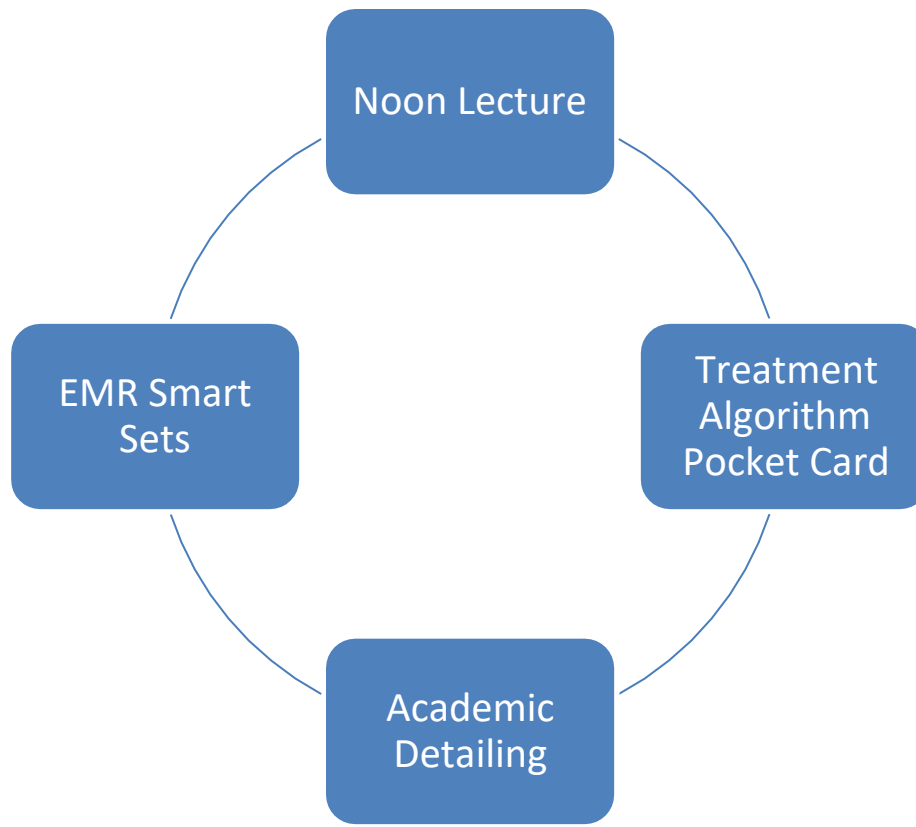 Noon Lecture
EMR Smart
Sets
Treatment
Algorithm
Pocket Card
Academic
Detailing